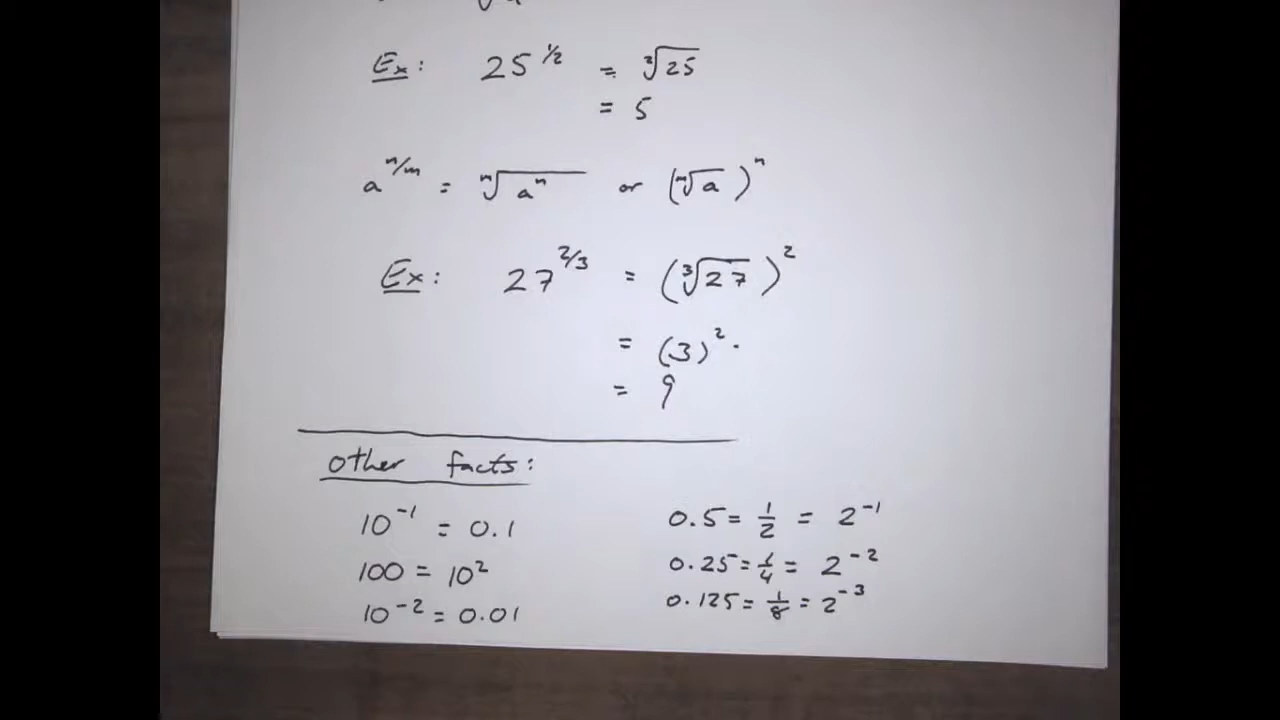 Ex: 25^{1/2} = ²√25
= 5
a^{n/m} = ᵐ√(aⁿ) or (ᵐ√a)ⁿ
Ex: 27^{2/3} = (³√27)²
= (3)².
= 9
Other facts:
10⁻¹ = 0.1
100 = 10²
10⁻² = 0.01
0.5 = 1/2 = 2⁻¹
0.25 = 1/4 = 2⁻²
0.125 = 1/8 = 2⁻³